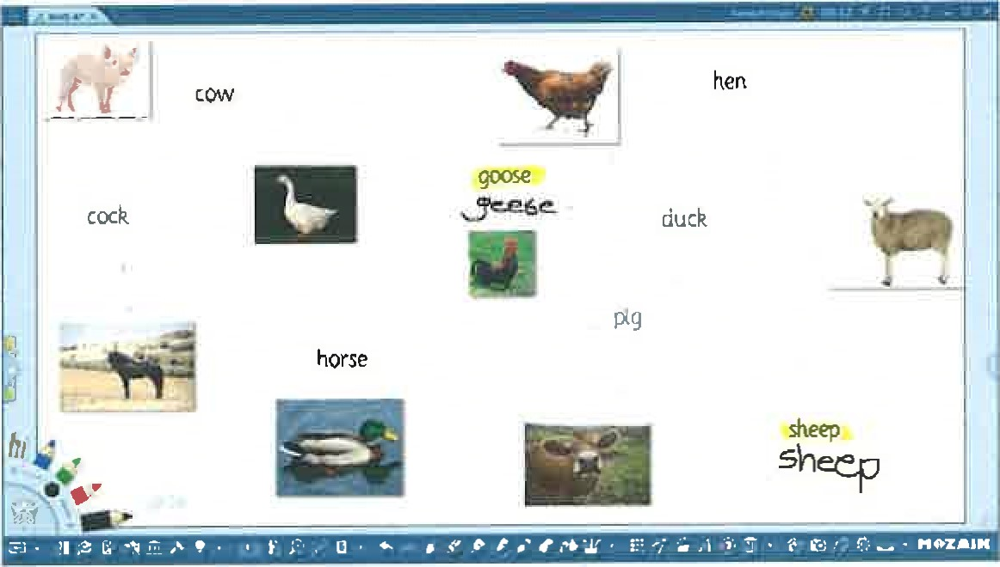 cow
hen
goose
geese
cock
duck
pig
horse
sheep
sheep
MOZAIK